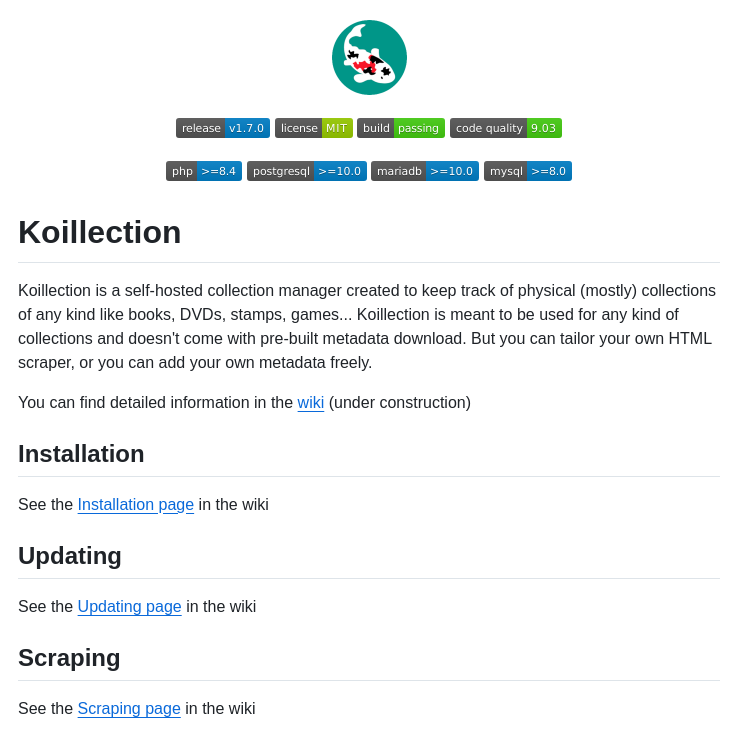 release v1.7.0 license MIT build passing code quality 9.03
php >=8.4 postgresql >=10.0 mariadb >=10.0 mysql >=8.0
Koillection
Koillection is a self-hosted collection manager created to keep track of physical (mostly) collections
of any kind like books, DVDs, stamps, games... Koillection is meant to be used for any kind of
collections and doesn't come with pre-built metadata download. But you can tailor your own HTML
scraper, or you can add your own metadata freely.
You can find detailed information in the wiki (under construction)
Installation
See the Installation page in the wiki
Updating
See the Updating page in the wiki
Scraping
See the Scraping page in the wiki